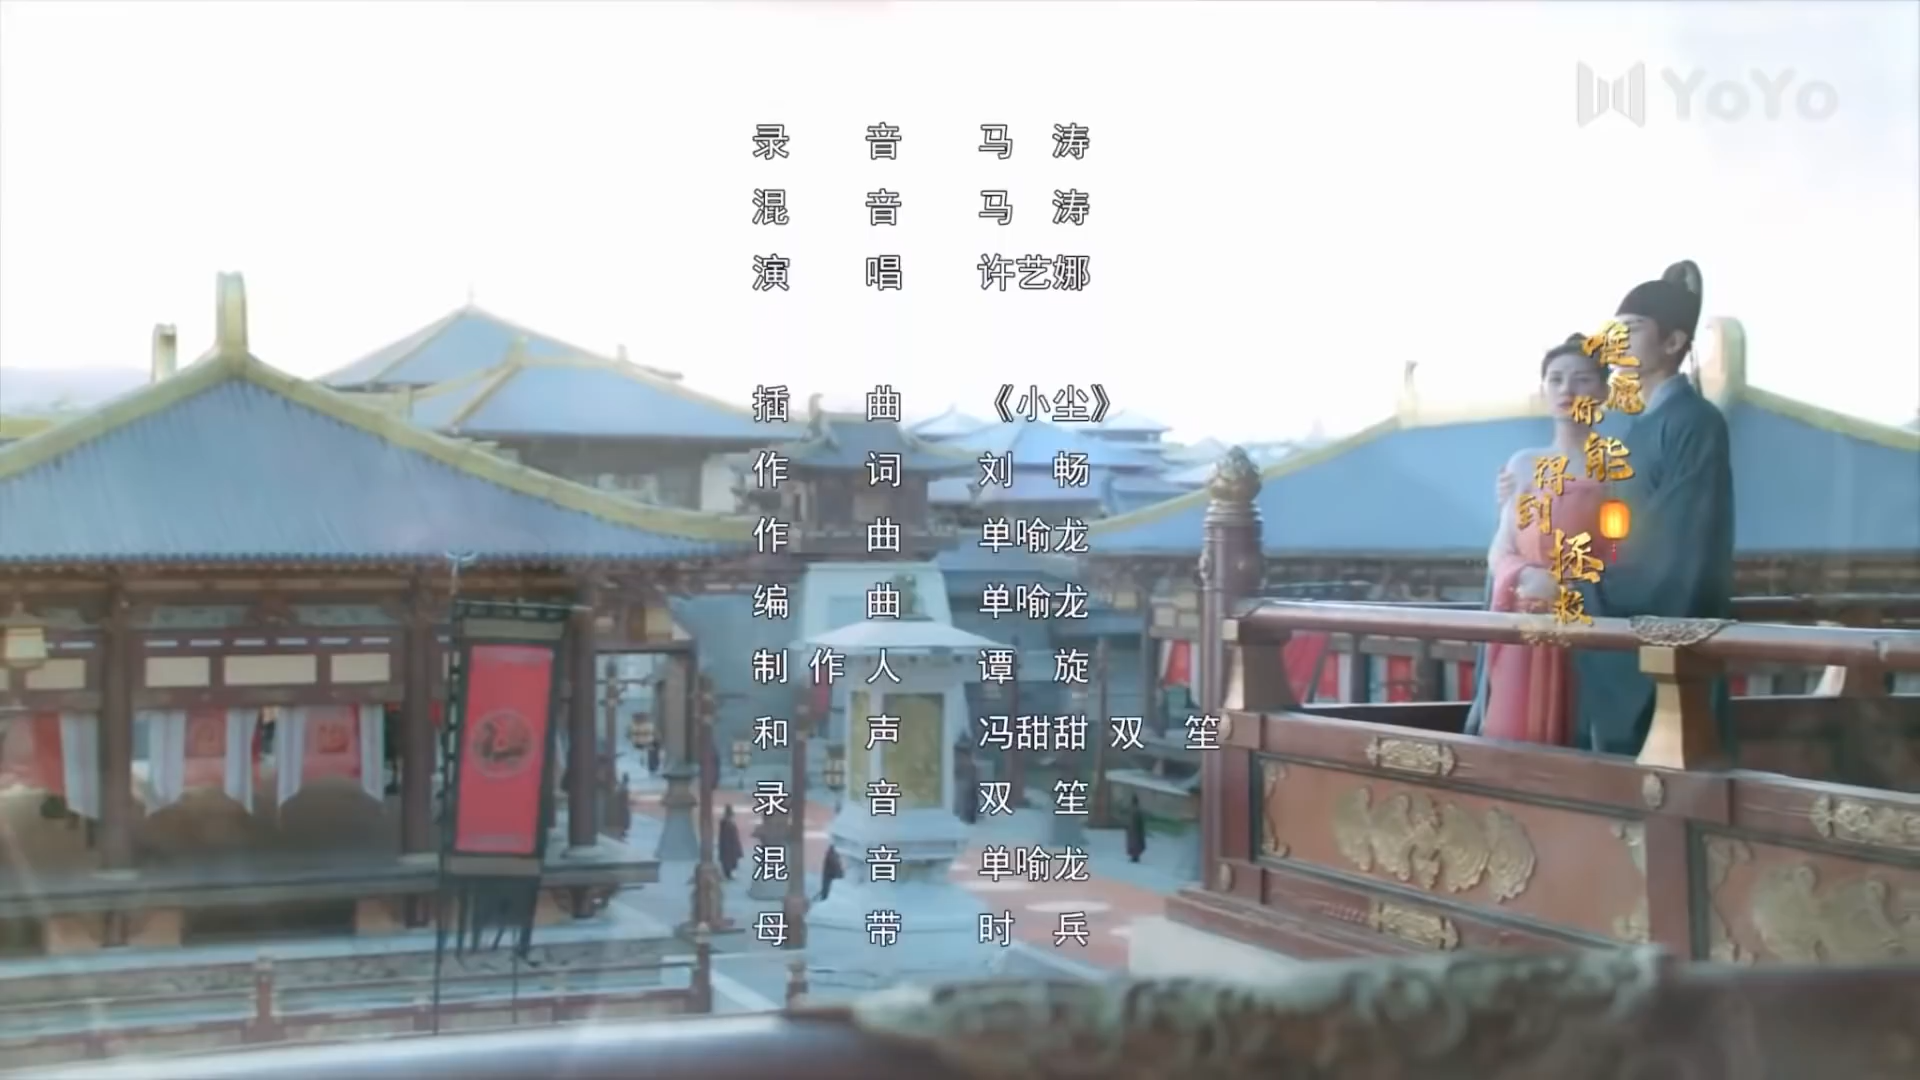 YoYo
录 音 马 涛
混 音 马 涛
演 唱 许艺娜
插 曲 《小尘》
作 词 刘 畅
作 曲 单喻龙
编 曲 单喻龙
制 作 人 谭 旋
和 声 冯甜甜 双 笙
录 音 双 笙
混 音 单喻龙
母 带 时 兵
唯愿你能得到拯救